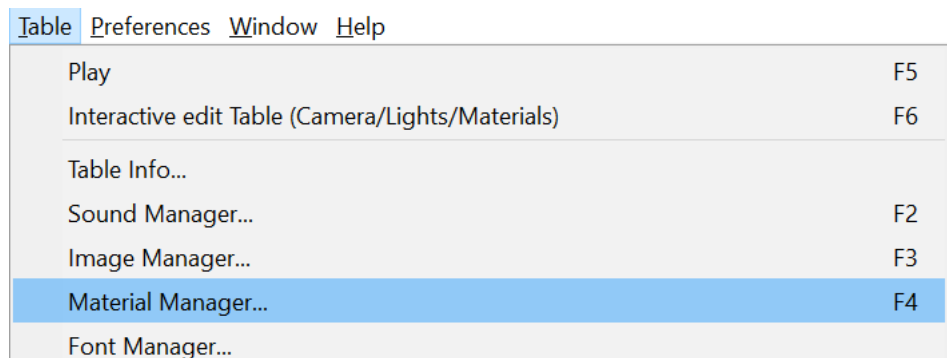 Table Preferences Window Help
Play F5
Interactive edit Table (Camera/Lights/Materials) F6
Table Info...
Sound Manager... F2
Image Manager... F3
Material Manager... F4
Font Manager...